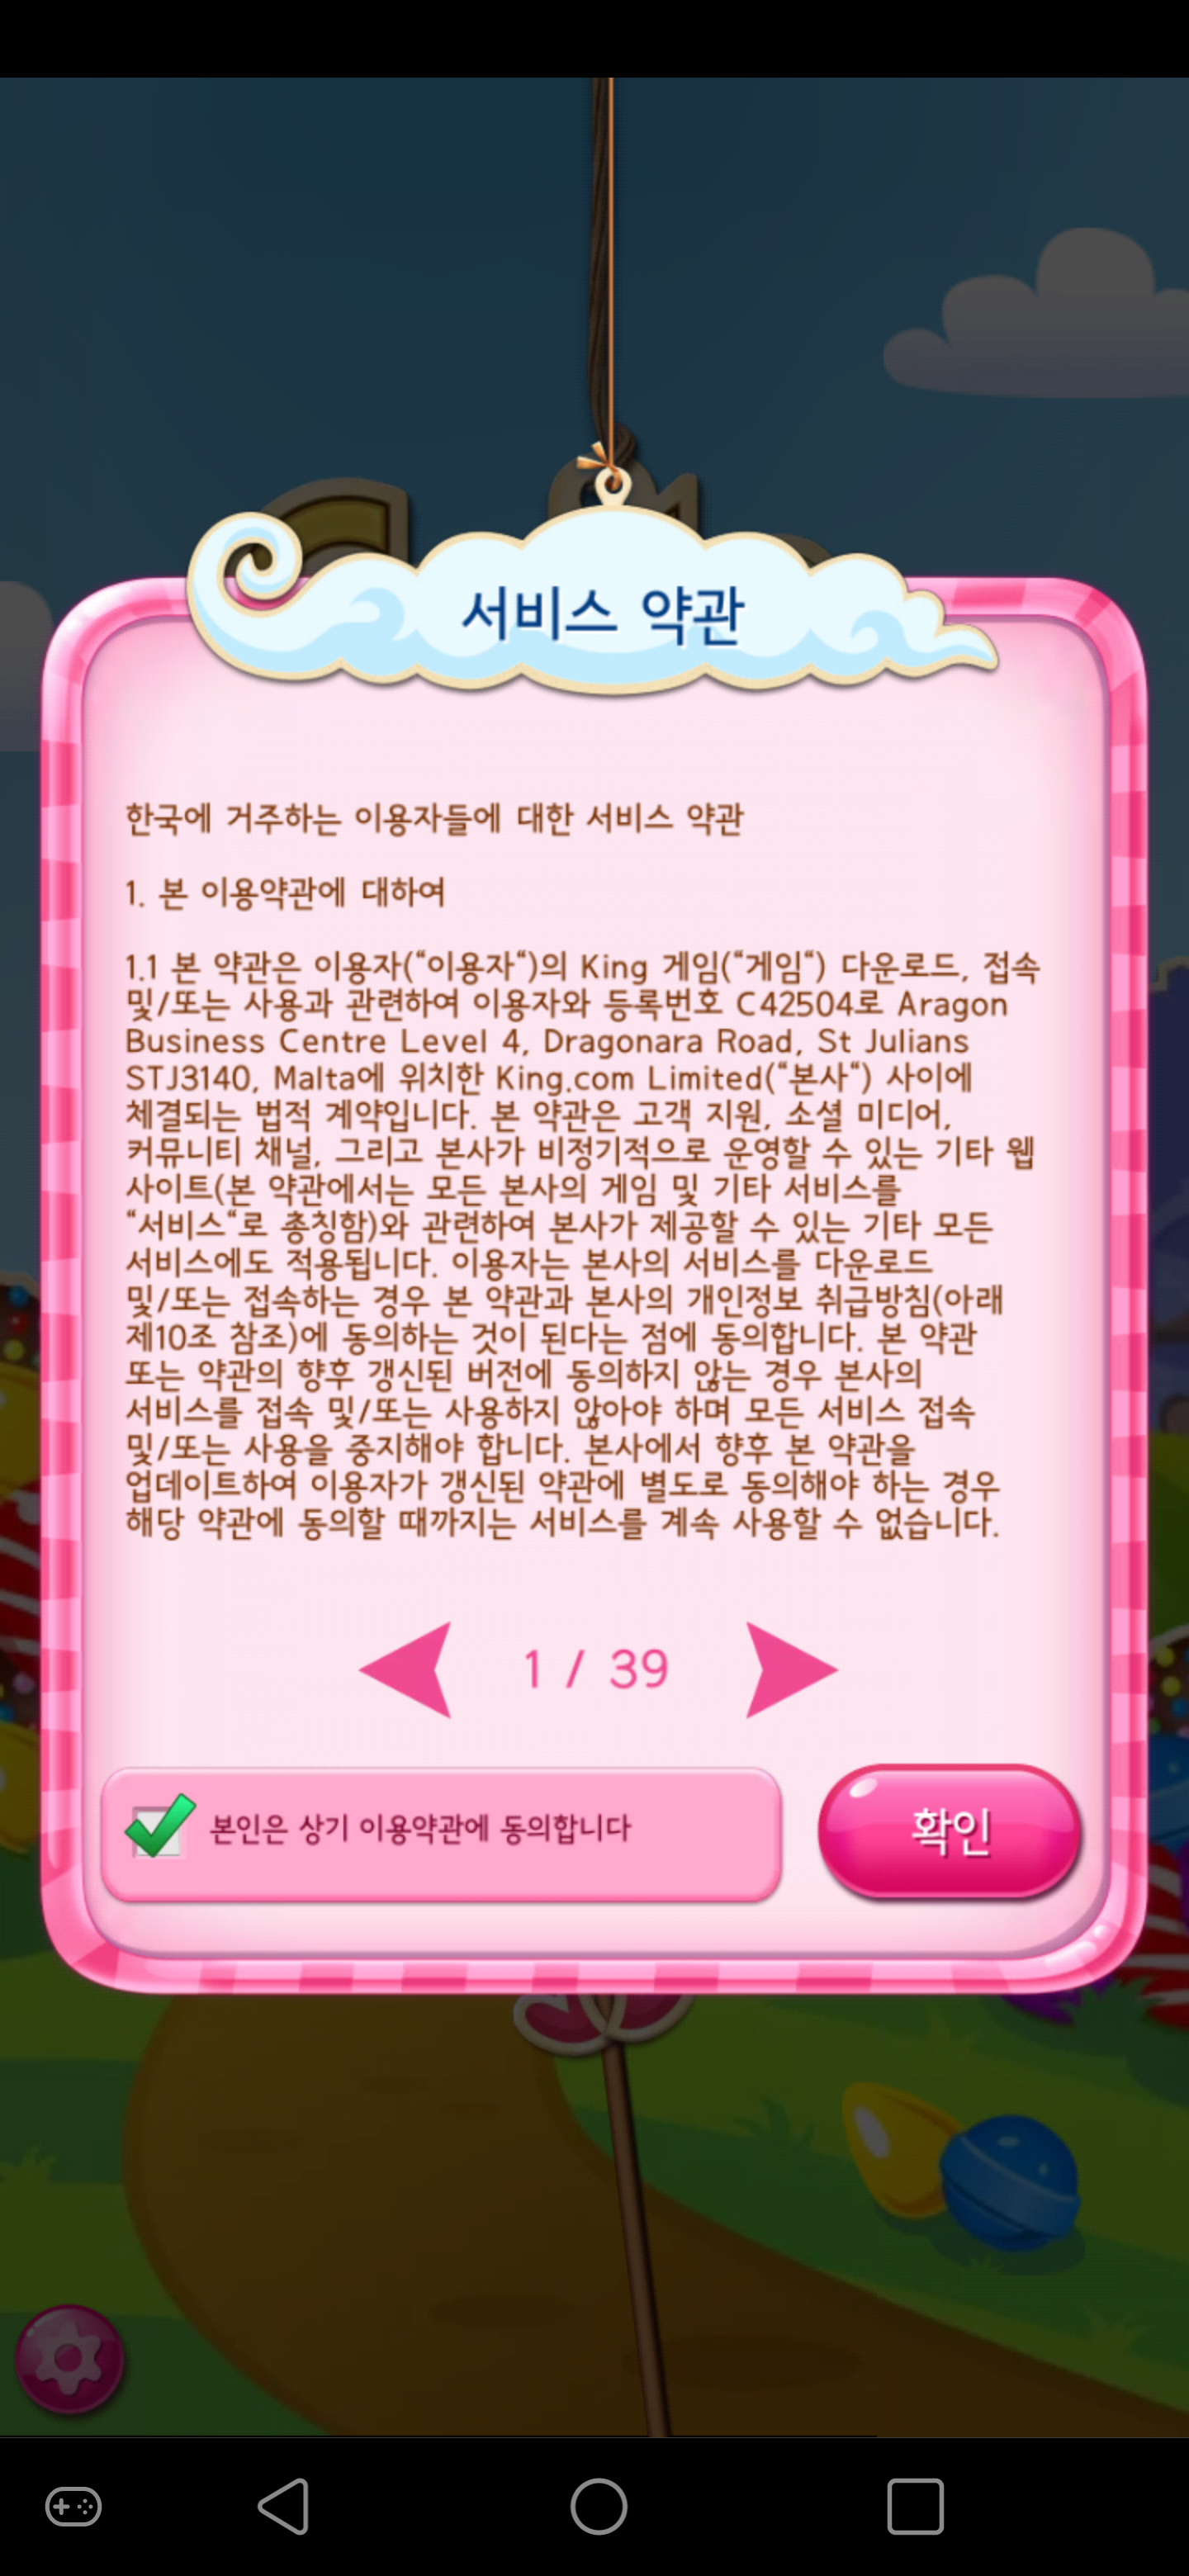 서비스 약관
한국에 거주하는 이용자들에 대한 서비스 약관
1. 본 이용약관에 대하여
1.1 본 약관은 이용자(“이용자“)의 King 게임(“게임“) 다운로드, 접속
및/또는 사용과 관련하여 이용자와 등록번호 C42504로 Aragon
Business Centre Level 4, Dragonara Road, St Julians
STJ3140, Malta에 위치한 King.com Limited(“본사“) 사이에
체결되는 법적 계약입니다. 본 약관은 고객 지원, 소셜 미디어,
커뮤니티 채널, 그리고 본사가 비정기적으로 운영할 수 있는 기타 웹
사이트(본 약관에서는 모든 본사의 게임 및 기타 서비스를
“서비스“로 총칭함)와 관련하여 본사가 제공할 수 있는 기타 모든
서비스에도 적용됩니다. 이용자는 본사의 서비스를 다운로드
및/또는 접속하는 경우 본 약관과 본사의 개인정보 취급방침(아래
제10조 참조)에 동의하는 것이 된다는 점에 동의합니다. 본 약관
또는 약관의 향후 갱신된 버전에 동의하지 않는 경우 본사의
서비스를 접속 및/또는 사용하지 않아야 하며 모든 서비스 접속
및/또는 사용을 중지해야 합니다. 본사에서 향후 본 약관을
업데이트하여 이용자가 갱신된 약관에 별도로 동의해야 하는 경우
해당 약관에 동의할 때까지는 서비스를 계속 사용할 수 없습니다.
1 / 39
본인은 상기 이용약관에 동의합니다
확인